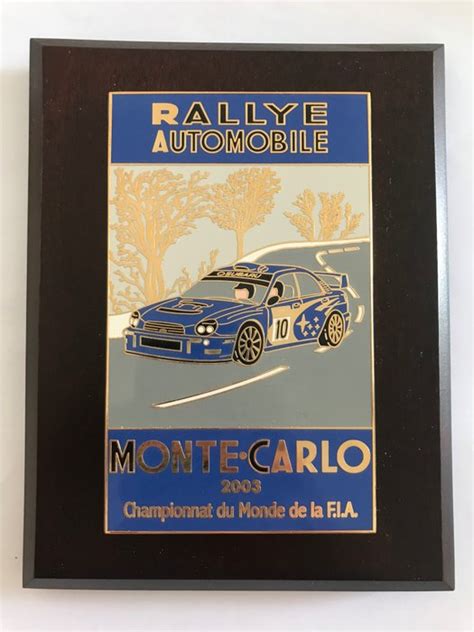 RALLYE
AUTOMOBILE
SUBARU
10
MONTE•CARLO
2003
Championnat du Monde de la F.I.A.